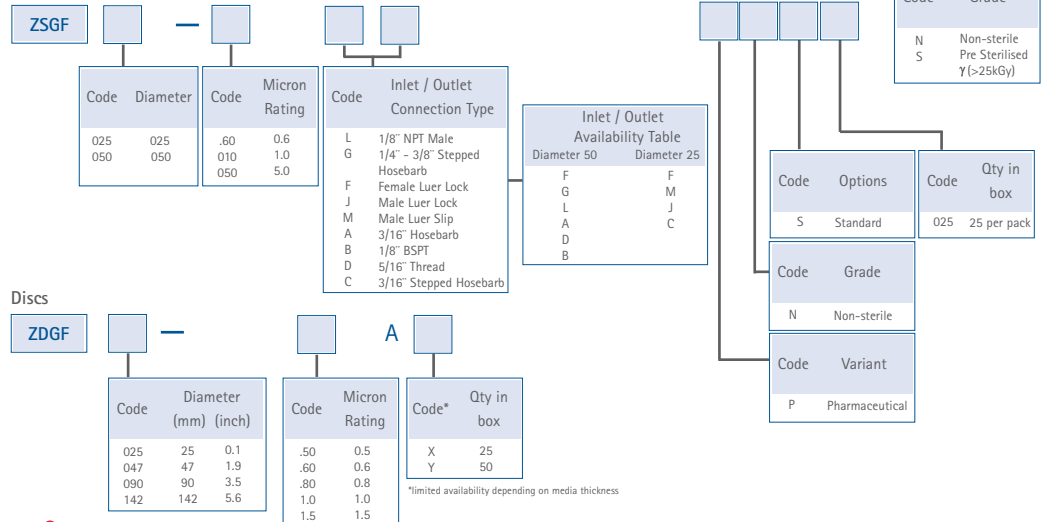 ZSGF —
Code Diameter
025 025
050 050
Code Micron Rating
.60 0.6
010 1.0
050 5.0
Code Inlet / Outlet Connection Type
L 1/8¨ NPT Male
G 1/4¨ - 3/8¨ Stepped
Hosebarb
F Female Luer Lock
J Male Luer Lock
M Male Luer Slip
A 3/16¨ Hosebarb
B 1/8¨ BSPT
D 5/16¨ Thread
C 3/16¨ Stepped Hosebarb
Inlet / Outlet
Availability Table
Diameter 50 Diameter 25
F F
G M
L J
A C
D
B
Grade
N Non-sterile
S Pre Sterilised
γ (>25kGy)
Code Options
S Standard
Code Qty in box
025 25 per pack
Code Grade
N Non-sterile
Code Variant
P Pharmaceutical
Discs
ZDGF — A
Code Diameter
(mm) (inch)
025 25 0.1
047 47 1.9
090 90 3.5
142 142 5.6
Code Micron Rating
.50 0.5
.60 0.6
.80 0.8
1.0 1.0
1.5 1.5
Code* Qty in box
X 25
Y 50
*limited availability depending on media thickness